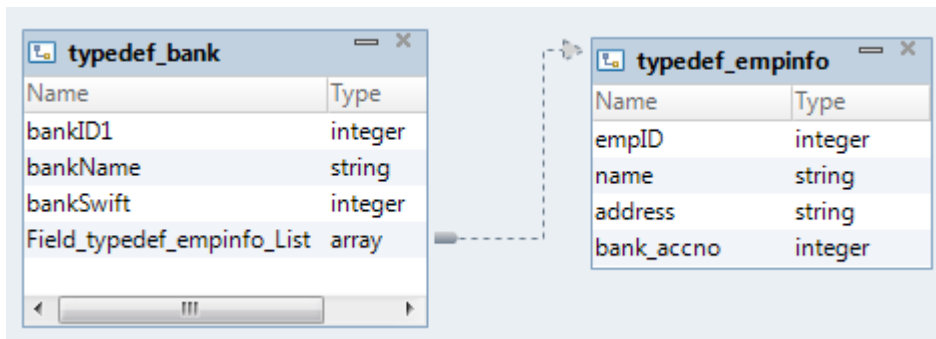 typedef_bank
Name Type
bankID1 integer
bankName string
bankSwift integer
Field_typedef_empinfo_List array
typedef_empinfo
Name Type
empID integer
name string
address string
bank_accno integer